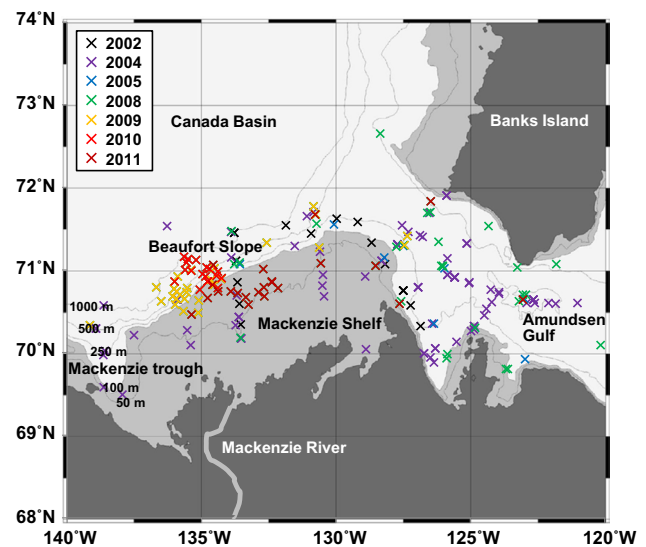 74°N
73°N
72°N
71°N
70°N
69°N
68°N
2002
2004
2005
2008
2009
2010
2011
Canada Basin
Banks Island
Beaufort Slope
1000 m
500 m
250 m
Mackenzie Shelf
Amundsen
Gulf
Mackenzie trough
100 m
50 m
Mackenzie River
140°W
135°W
130°W
125°W
120°W